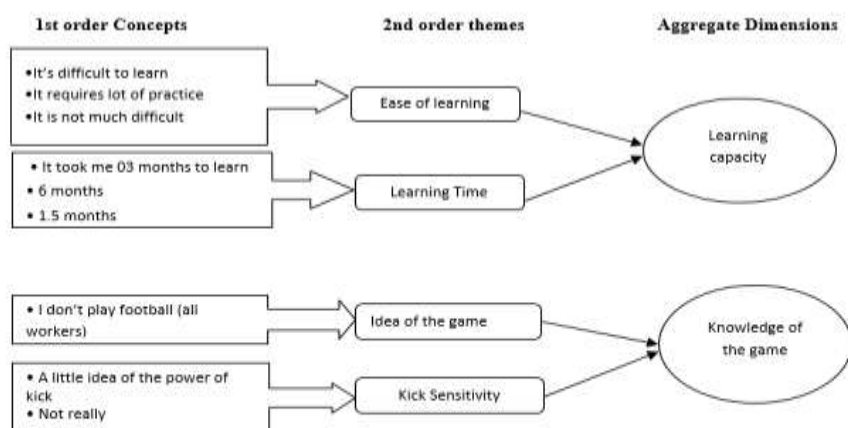 1st order Concepts
2nd order themes
Aggregate Dimensions
•It's difficult to learn
•It requires lot of practice
•It is not much difficult
Ease of learning
Learning
capacity
• It took me 03 months to learn
• 6 months
• 1.5 months
Learning Time
• I don't play football (all
workers)
Idea of the game
Knowledge of
the game
• A little idea of the power of
kick
• Not really
Kick Sensitivity